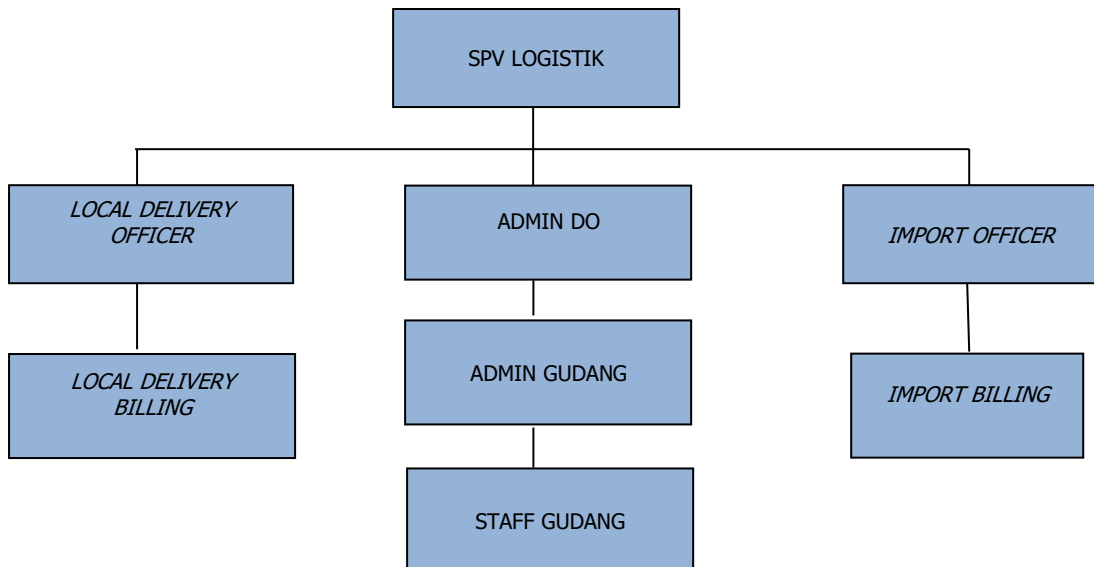 SPV LOGISTIK
LOCAL DELIVERY
OFFICER
ADMIN DO
IMPORT OFFICER
LOCAL DELIVERY
BILLING
ADMIN GUDANG
IMPORT BILLING
STAFF GUDANG